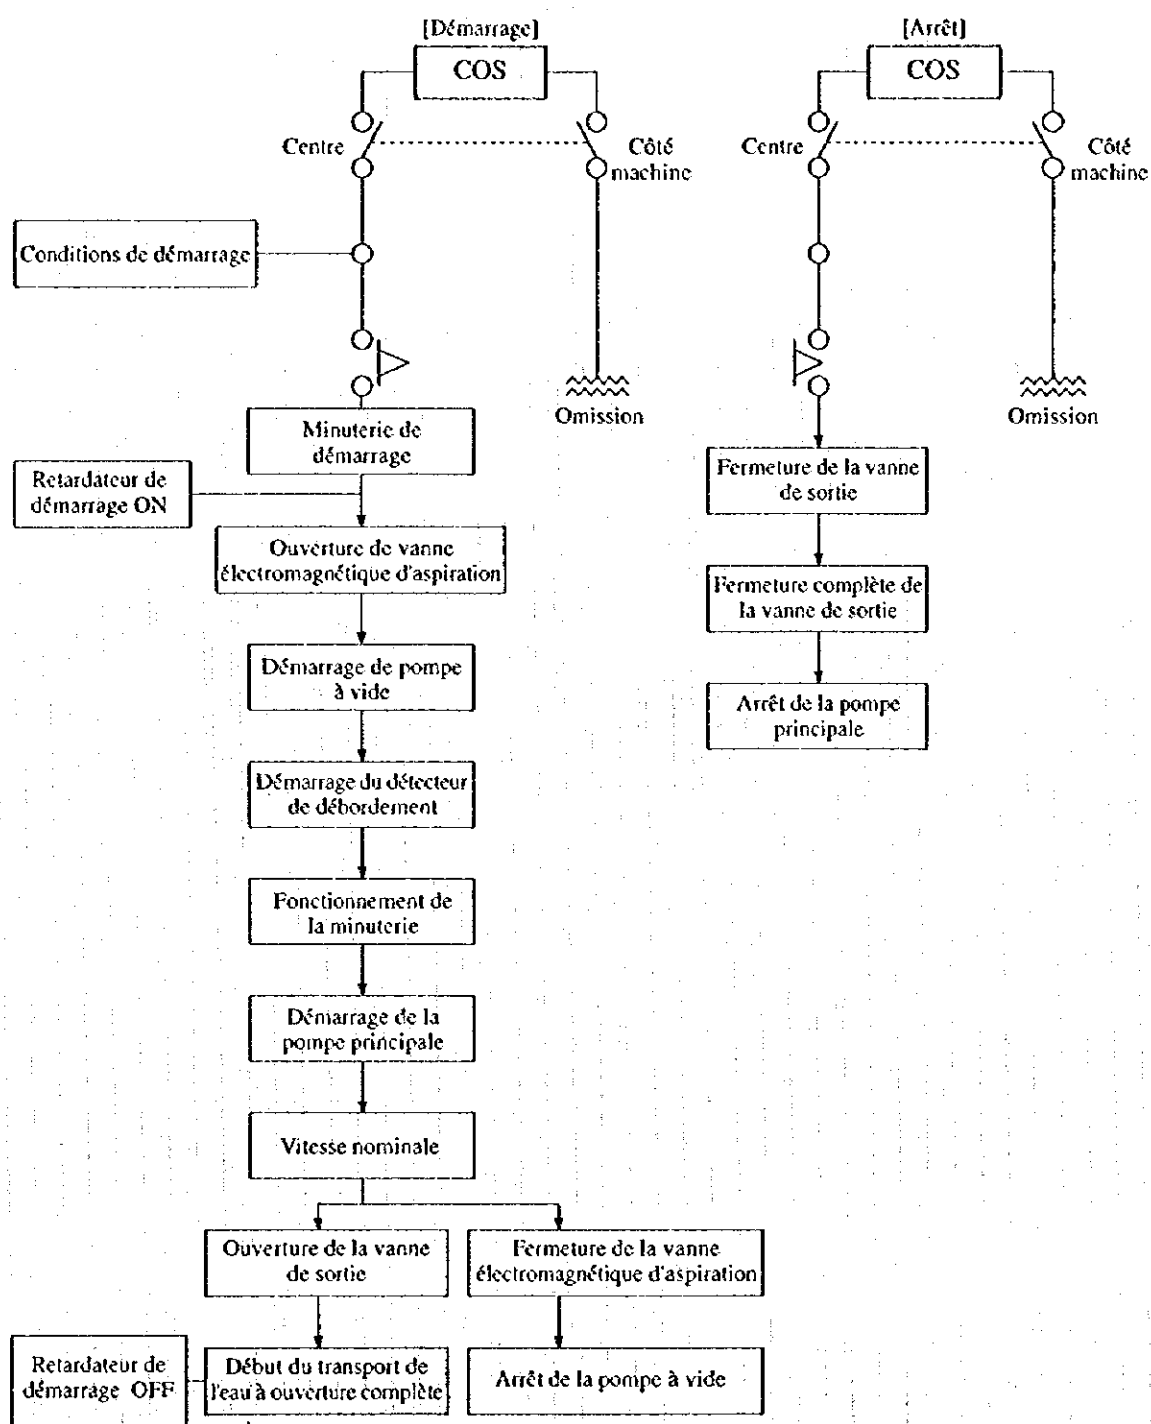 [Démarrage]
COS
Centre
Côté
machine
Conditions de démarrage
Omission
Minuterie de
démarrage
Retardateur de
démarrage ON
Ouverture de vanne
électromagnétique d'aspiration
Démarrage de pompe
à vide
Démarrage du détecteur
de débordement
Fonctionnement de
la minuterie
Démarrage de la
pompe principale
Vitesse nominale
Ouverture de la vanne
de sortie
Fermeture de la vanne
électromagnétique d'aspiration
Retardateur de
démarrage OFF
Début du transport de
l'eau à ouverture complète
Arrêt de la pompe à vide
[Arrêt]
COS
Centre
Côté
machine
Omission
Fermeture de la vanne
de sortie
Fermeture complète de
la vanne de sortie
Arrêt de la pompe
principale